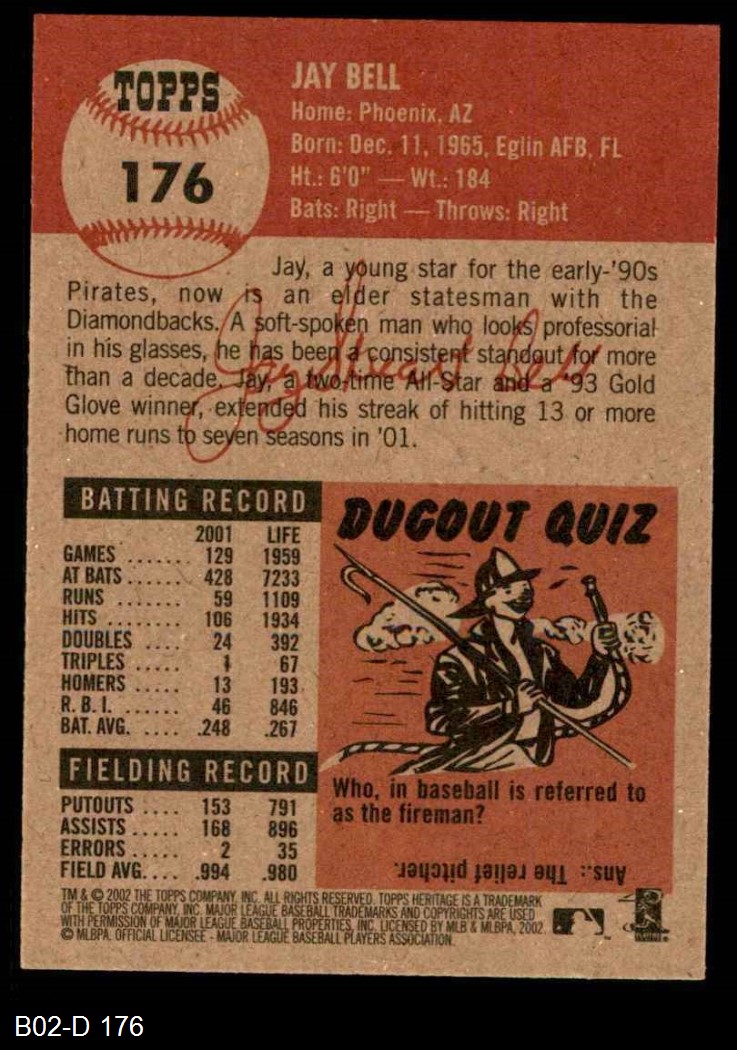 TOPPS
176
JAY BELL
Home: Phoenix, AZ
Born: Dec. 11, 1965, Eglin AFB, FL
Ht.: 6'0" — Wt.: 184
Bats: Right — Throws: Right
Jay, a young star for the early-'90s
Pirates, now is an elder statesman with the
Diamondbacks. A soft-spoken man who looks professorial
in his glasses, he has been a consistent standout for more
than a decade. Jay, a two-time All-Star and a '93 Gold
Glove winner, extended his streak of hitting 13 or more
home runs to seven seasons in '01.
Jay Stuart Bell
BATTING RECORD
2001 LIFE
GAMES ....... 129 1959
AT BATS ..... 428 7233
RUNS ....... 59 1109
HITS ........ 106 1934
DOUBLES .... 24 392
TRIPLES ..... 1 67
HOMERS ..... 13 193
R. B. I. ...... 46 846
BAT. AVG. .... .248 .267
FIELDING RECORD
PUTOUTS .... 153 791
ASSISTS ..... 168 896
ERRORS ..... 2 35
FIELD AVG.... .994 .980
DUGOUT QUIZ
Who, in baseball is referred to
as the fireman?
Ans.: The relief pitcher.
TM & © 2002 THE TOPPS COMPANY, INC. ALL RIGHTS RESERVED. TOPPS HERITAGE IS A TRADEMARK
OF THE TOPPS COMPANY, INC. MAJOR LEAGUE BASEBALL TRADEMARKS AND COPYRIGHTS ARE USED
WITH PERMISSION OF MAJOR LEAGUE BASEBALL PROPERTIES, INC. LICENSED BY MLB & MLBPA, 2002.
© MLBPA. OFFICIAL LICENSEE - MAJOR LEAGUE BASEBALL PLAYERS ASSOCIATION.
B02-D 176